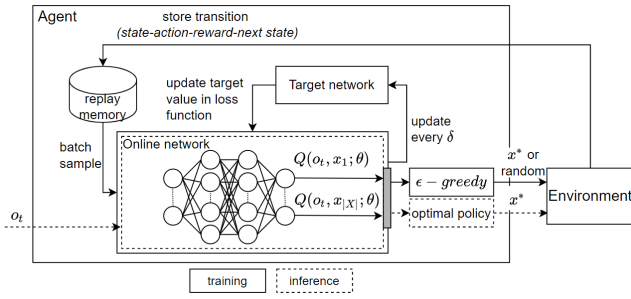 Agent
store transition
(state-action-reward-next state)
replay
memory
update target
value in loss
function
Target network
update
every δ
batch
sample
Online network
Q(o_t, x_1; θ)
Q(o_t, x_{|X|}; θ)
ϵ − greedy
optimal policy
x* or
random
x*
Environment
o_t
training
inference